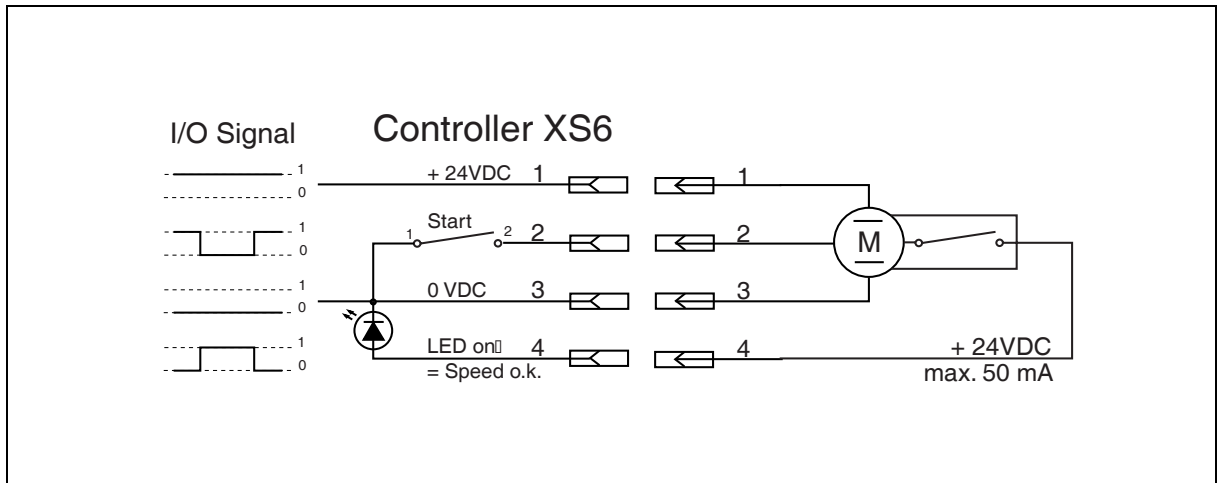 I/O Signal
Controller XS6
1
0
+ 24VDC 1
1
1
0
1
Start
2
2
2
1
0
0 VDC 3
3
M
1
0
LED on▯ 4
= Speed o.k.
4
+ 24VDC
max. 50 mA